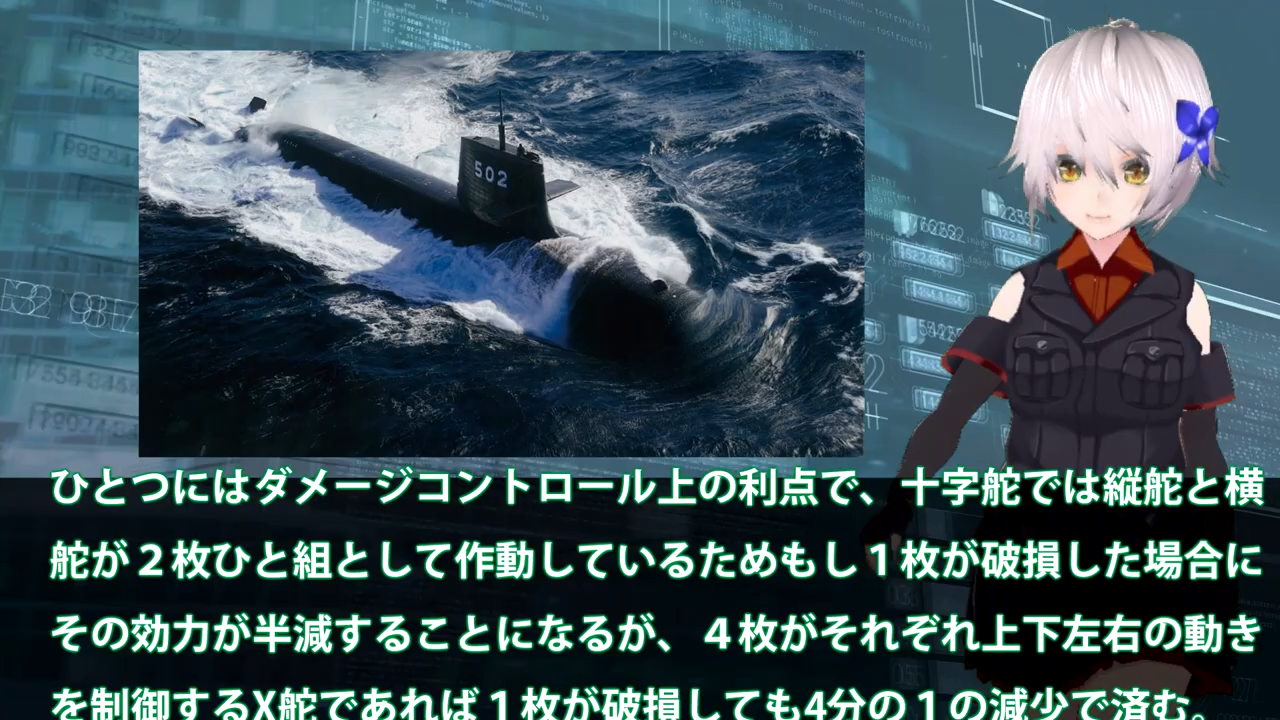 502
ひとつにはダメージコントロール上の利点で、十字舵では縦舵と横
舵が２枚ひと組として作動しているためもし１枚が破損した場合に
その効力が半減することになるが、４枚がそれぞれ上下左右の動き
を制御するX舵であれば１枚が破損しても4分の１の減少で済む。